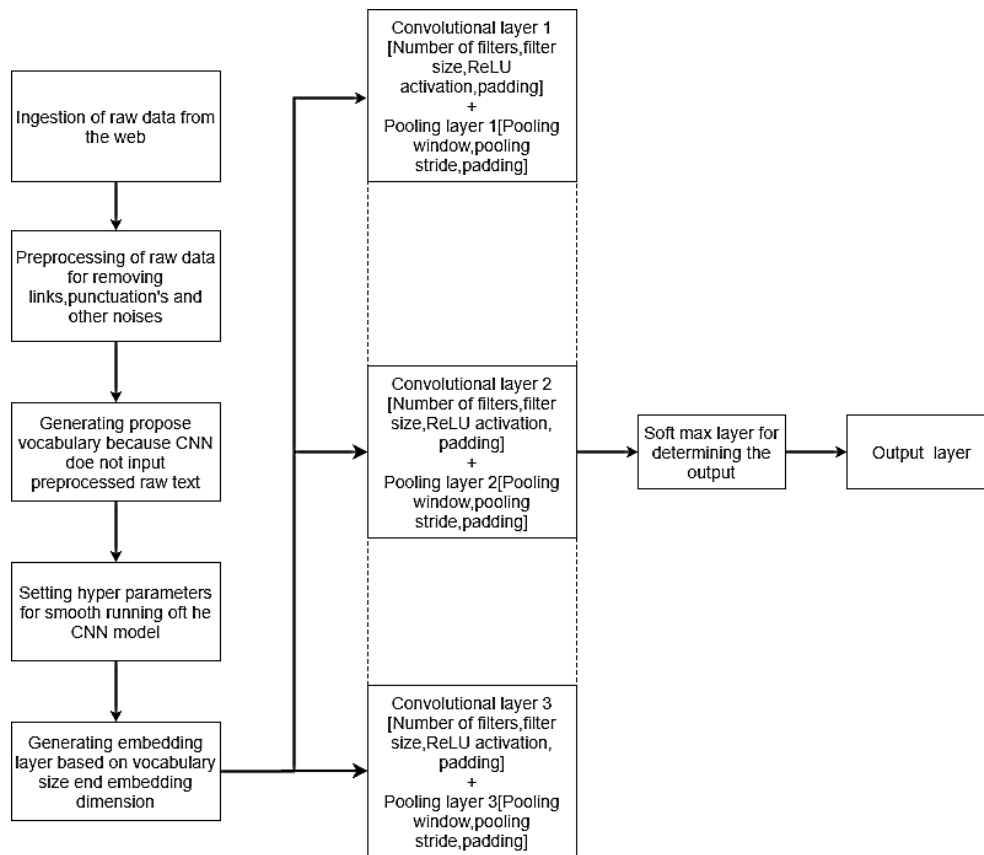 Ingestion of raw data from
the web
Preprocessing of raw data
for removing
links,punctuation's and
other noises
Generating propose
vocabulary because CNN
doe not input
preprocessed raw text
Setting hyper parameters
for smooth running oft he
CNN model
Generating embedding
layer based on vocabulary
size end embedding
dimension
Convolutional layer 1
[Number of filters,filter
size,ReLU
activation,padding]
+
Pooling layer 1[Pooling
window,pooling
stride,padding]
Convolutional layer 2
[Number of filters,filter
size,ReLU activation,
padding]
+
Pooling layer 2[Pooling
window,pooling
stride,padding]
Convolutional layer 3
[Number of filters,filter
size,ReLU activation,
padding]
+
Pooling layer 3[Pooling
window,pooling
stride,padding]
Soft max layer for
determining the
output
Output layer